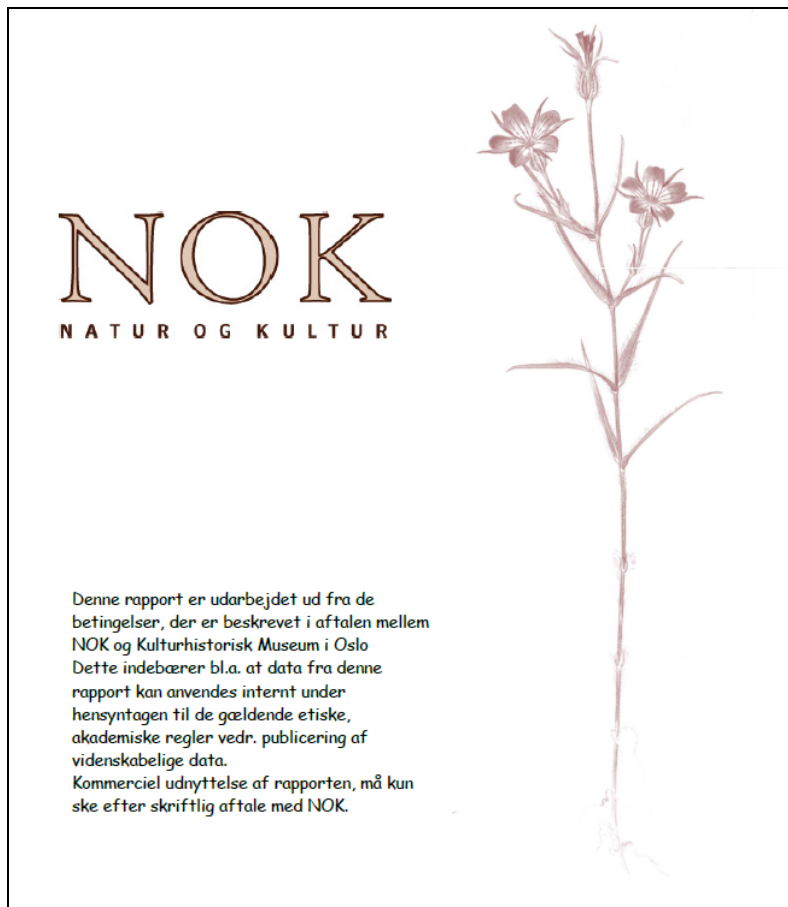 NOK
NATUR OG KULTUR
Denne rapport er udarbejdet ud fra de
betingelser, der er beskrevet i aftalen mellem
NOK og Kulturhistorisk Museum i Oslo
Dette indebærer bl.a. at data fra denne
rapport kan anvendes internt under
hensyntagen til de gældende etiske,
akademiske regler vedr. publicering af
videnskabelige data.
Kommerciel udnyttelse af rapporten, må kun
ske efter skriftlig aftale med NOK.